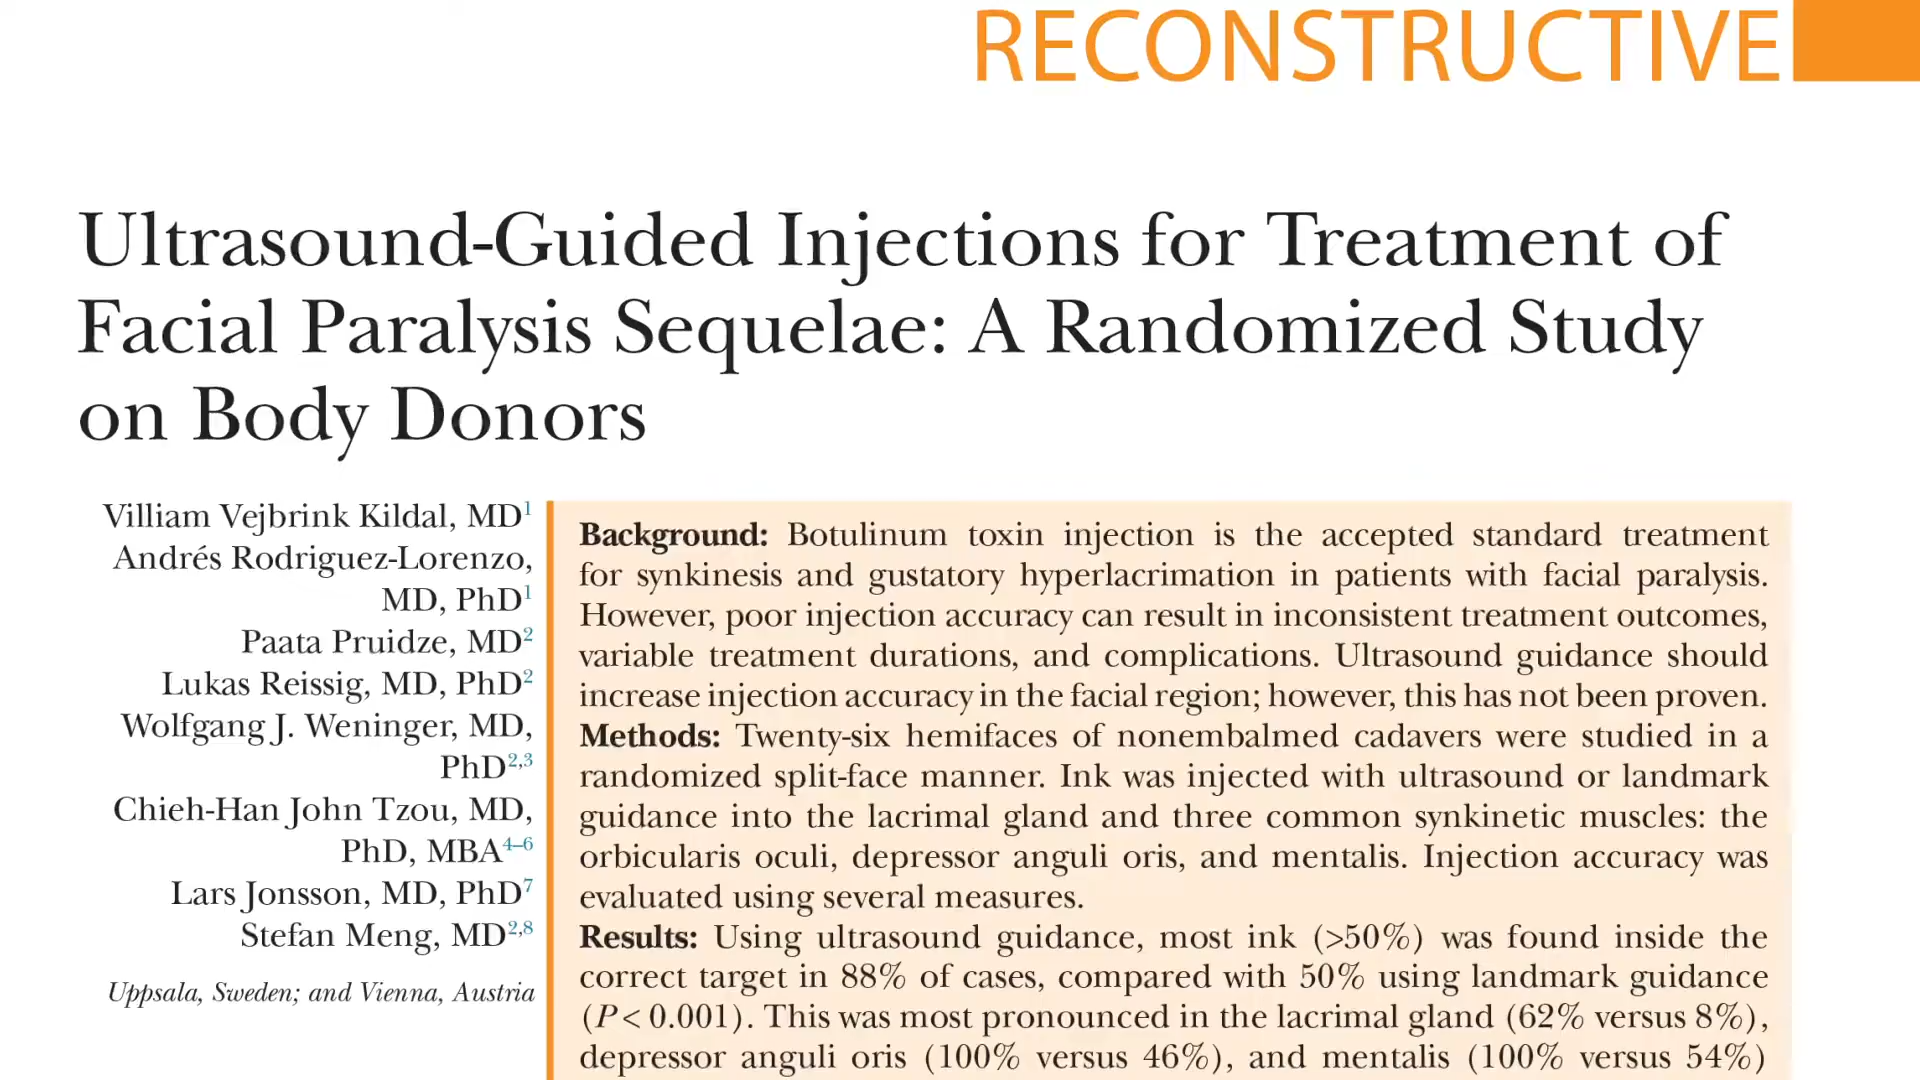 RECONSTRUCTIVE
Ultrasound-Guided Injections for Treatment of
Facial Paralysis Sequelae: A Randomized Study
on Body Donors
Villiam Vejbrink Kildal, MD1
Andrés Rodriguez-Lorenzo,
MD, PhD1
Paata Pruidze, MD2
Lukas Reissig, MD, PhD2
Wolfgang J. Weninger, MD,
PhD2,3
Chieh-Han John Tzou, MD,
PhD, MBA4–6
Lars Jonsson, MD, PhD7
Stefan Meng, MD2,8
Uppsala, Sweden; and Vienna, Austria
Background: Botulinum toxin injection is the accepted standard treatment
for synkinesis and gustatory hyperlacrimation in patients with facial paralysis.
However, poor injection accuracy can result in inconsistent treatment outcomes,
variable treatment durations, and complications. Ultrasound guidance should
increase injection accuracy in the facial region; however, this has not been proven.
Methods: Twenty-six hemifaces of nonembalmed cadavers were studied in a
randomized split-face manner. Ink was injected with ultrasound or landmark
guidance into the lacrimal gland and three common synkinetic muscles: the
orbicularis oculi, depressor anguli oris, and mentalis. Injection accuracy was
evaluated using several measures.
Results: Using ultrasound guidance, most ink (>50%) was found inside the
correct target in 88% of cases, compared with 50% using landmark guidance
(P < 0.001). This was most pronounced in the lacrimal gland (62% versus 8%),
depressor anguli oris (100% versus 46%), and mentalis (100% versus 54%)